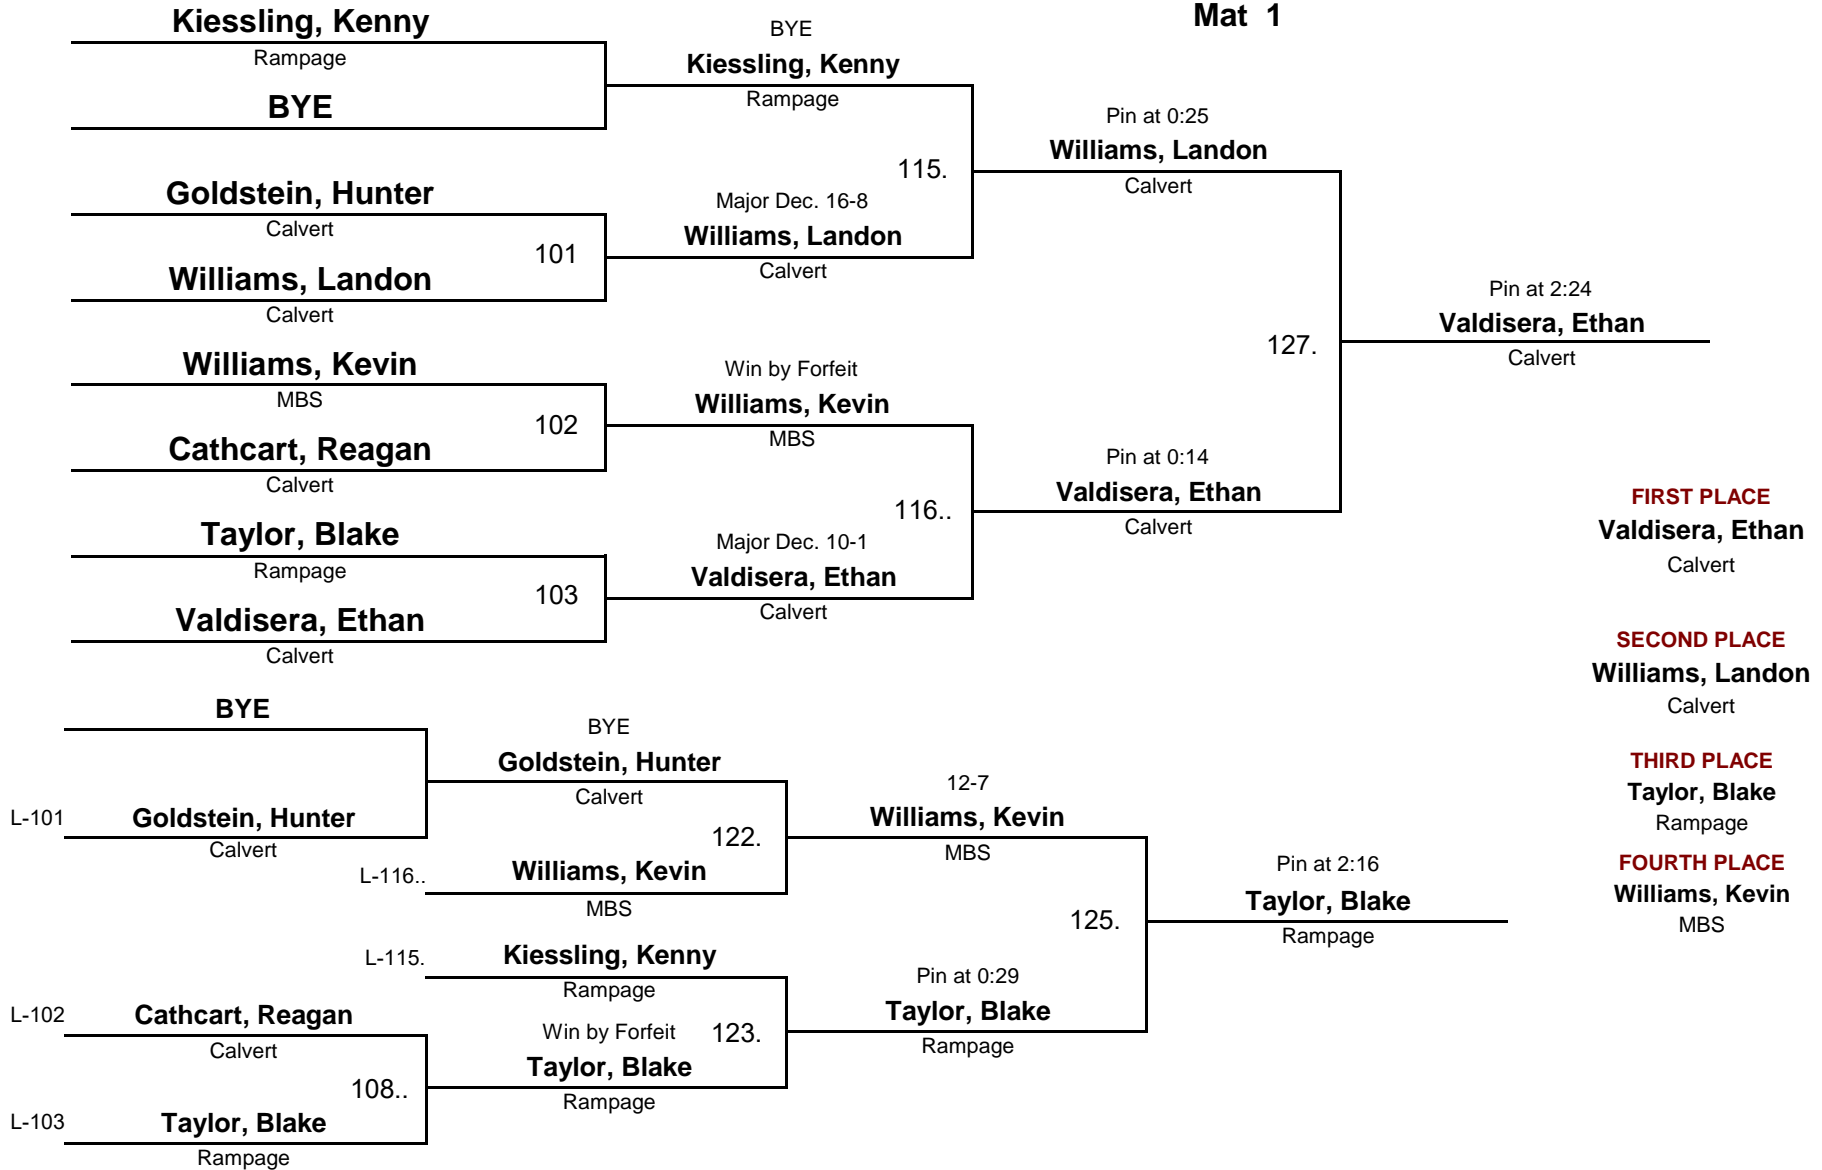 Mat 1
Kiessling, Kenny
Rampage
BYE
Goldstein, Hunter
Calvert
101
Williams, Landon
Calvert
Williams, Kevin
MBS
102
Cathcart, Reagan
Calvert
Taylor, Blake
Rampage
103
Valdisera, Ethan
Calvert
BYE
Kiessling, Kenny
Rampage
115.
Major Dec. 16-8
Williams, Landon
Calvert
Win by Forfeit
Williams, Kevin
MBS
116..
Major Dec. 10-1
Valdisera, Ethan
Calvert
Pin at 0:25
Williams, Landon
Calvert
127.
Pin at 0:14
Valdisera, Ethan
Calvert
Pin at 2:24
Valdisera, Ethan
Calvert
FIRST PLACE
Valdisera, Ethan
Calvert
SECOND PLACE
Williams, Landon
Calvert
THIRD PLACE
Taylor, Blake
Rampage
FOURTH PLACE
Williams, Kevin
MBS
BYE
L-101 Goldstein, Hunter
Calvert
L-102 Cathcart, Reagan
Calvert
108..
L-103 Taylor, Blake
Rampage
BYE
Goldstein, Hunter
Calvert
122.
L-116.. Williams, Kevin
MBS
L-115. Kiessling, Kenny
Rampage
Win by Forfeit 123.
Taylor, Blake
Rampage
12-7
Williams, Kevin
MBS
125.
Pin at 0:29
Taylor, Blake
Rampage
Pin at 2:16
Taylor, Blake
Rampage